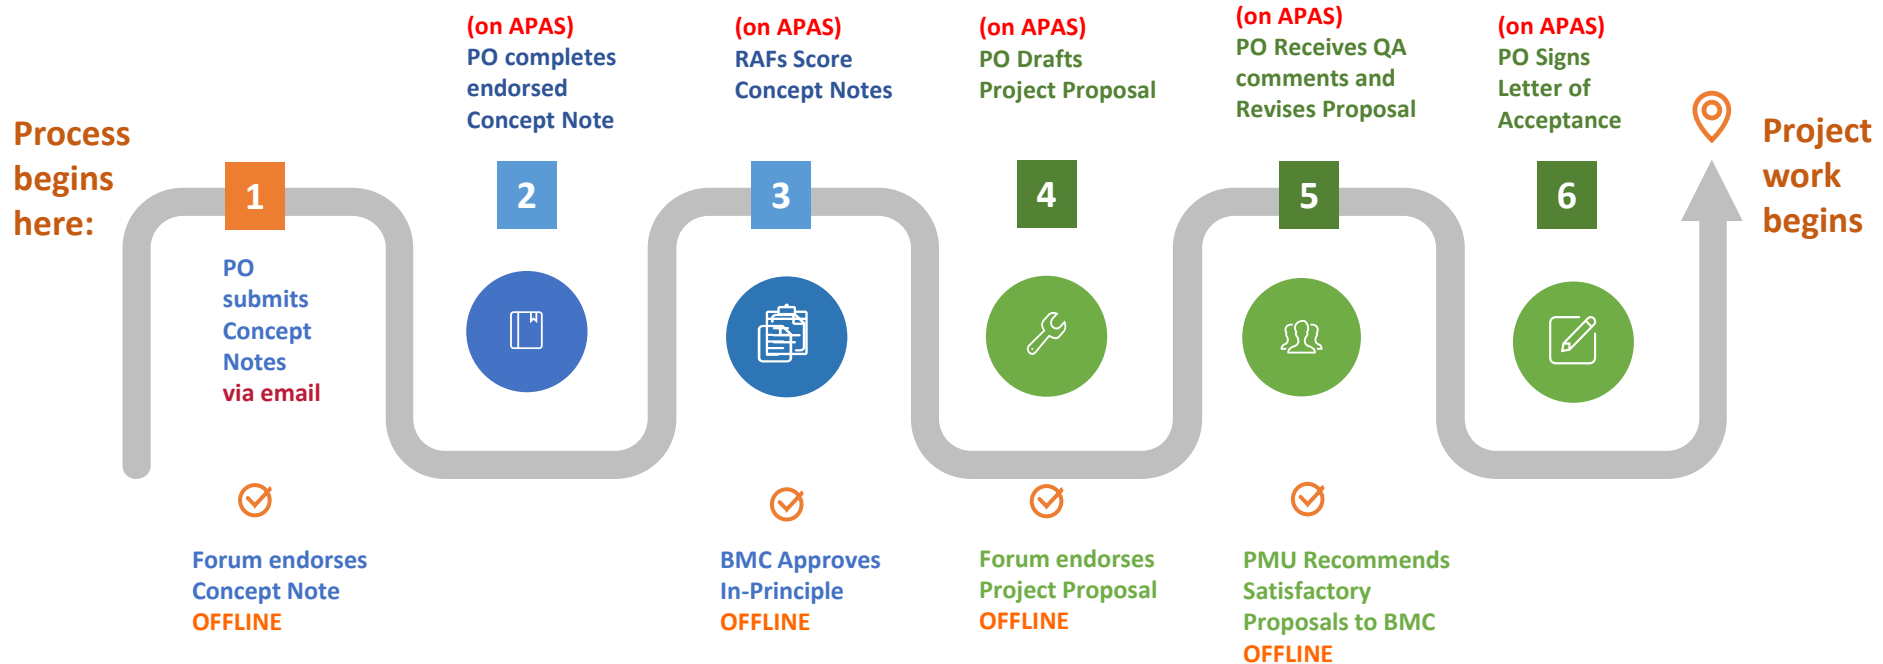 Process
begins
here:
1
PO
submits
Concept
Notes
via email
Forum endorses
Concept Note
OFFLINE
(on APAS)
PO completes
endorsed
Concept Note
2
(on APAS)
RAFs Score
Concept Notes
3
BMC Approves
In-Principle
OFFLINE
(on APAS)
PO Drafts
Project Proposal
4
Forum endorses
Project Proposal
OFFLINE
(on APAS)
PO Receives QA
comments and
Revises Proposal
5
PMU Recommends
Satisfactory
Proposals to BMC
OFFLINE
(on APAS)
PO Signs
Letter of
Acceptance
6
Project
work
begins